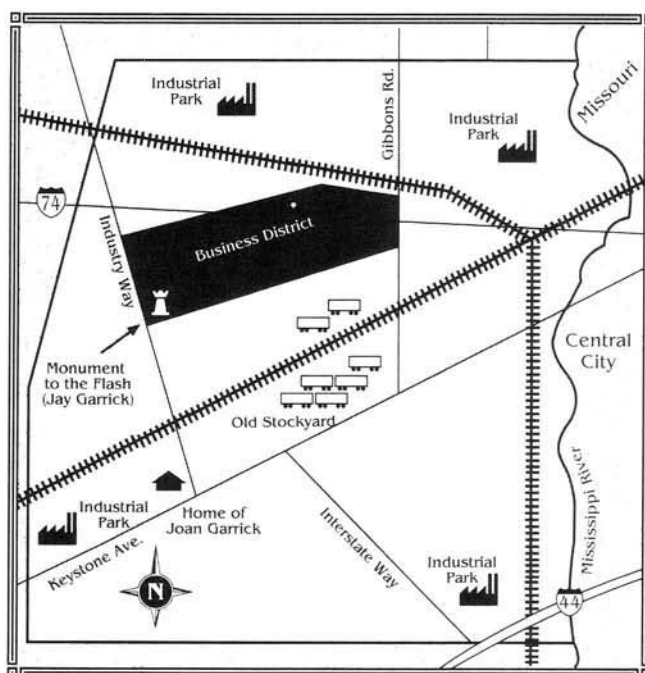 Industrial
Park
Gibbons Rd.
Industrial
Park
Missouri
74
Industry Way
Business District
Monument
to the Flash
(Jay Garrick)
Central
City
Old Stockyard
Industrial
Park
Home of
Joan Garrick
Keystone Ave.
Interstate Way
Mississippi River
Industrial
Park
N
44